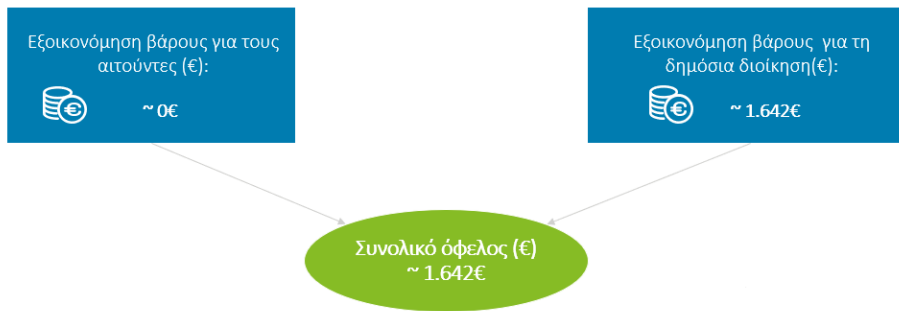 Εξοικονόμηση βάρους για τους
αιτούντες (€):
~ 0€
Εξοικονόμηση βάρους για τη
δημόσια διοίκηση(€):
~ 1.642€
Συνολικό όφελος (€)
~ 1.642€